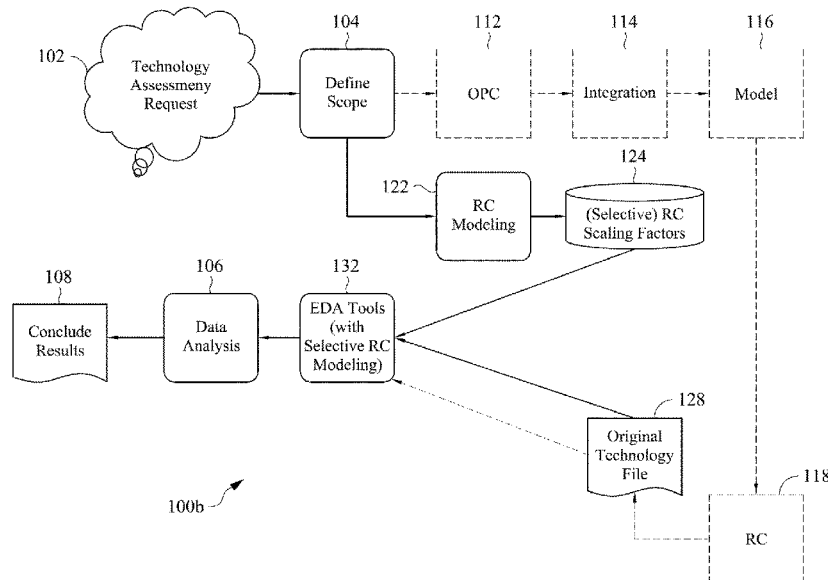 104
112
114
116
102
Technology
Assessmeny
Request
Define
Scope
OPC
Integration
Model
122
124
RC
Modeling
(Selective) RC
Scaling Factors
108
106
132
Conclude
Results
Data
Analysis
EDA Tools
(with
Selective RC
Modeling)
128
Original
Technology
File
118
100b
RC